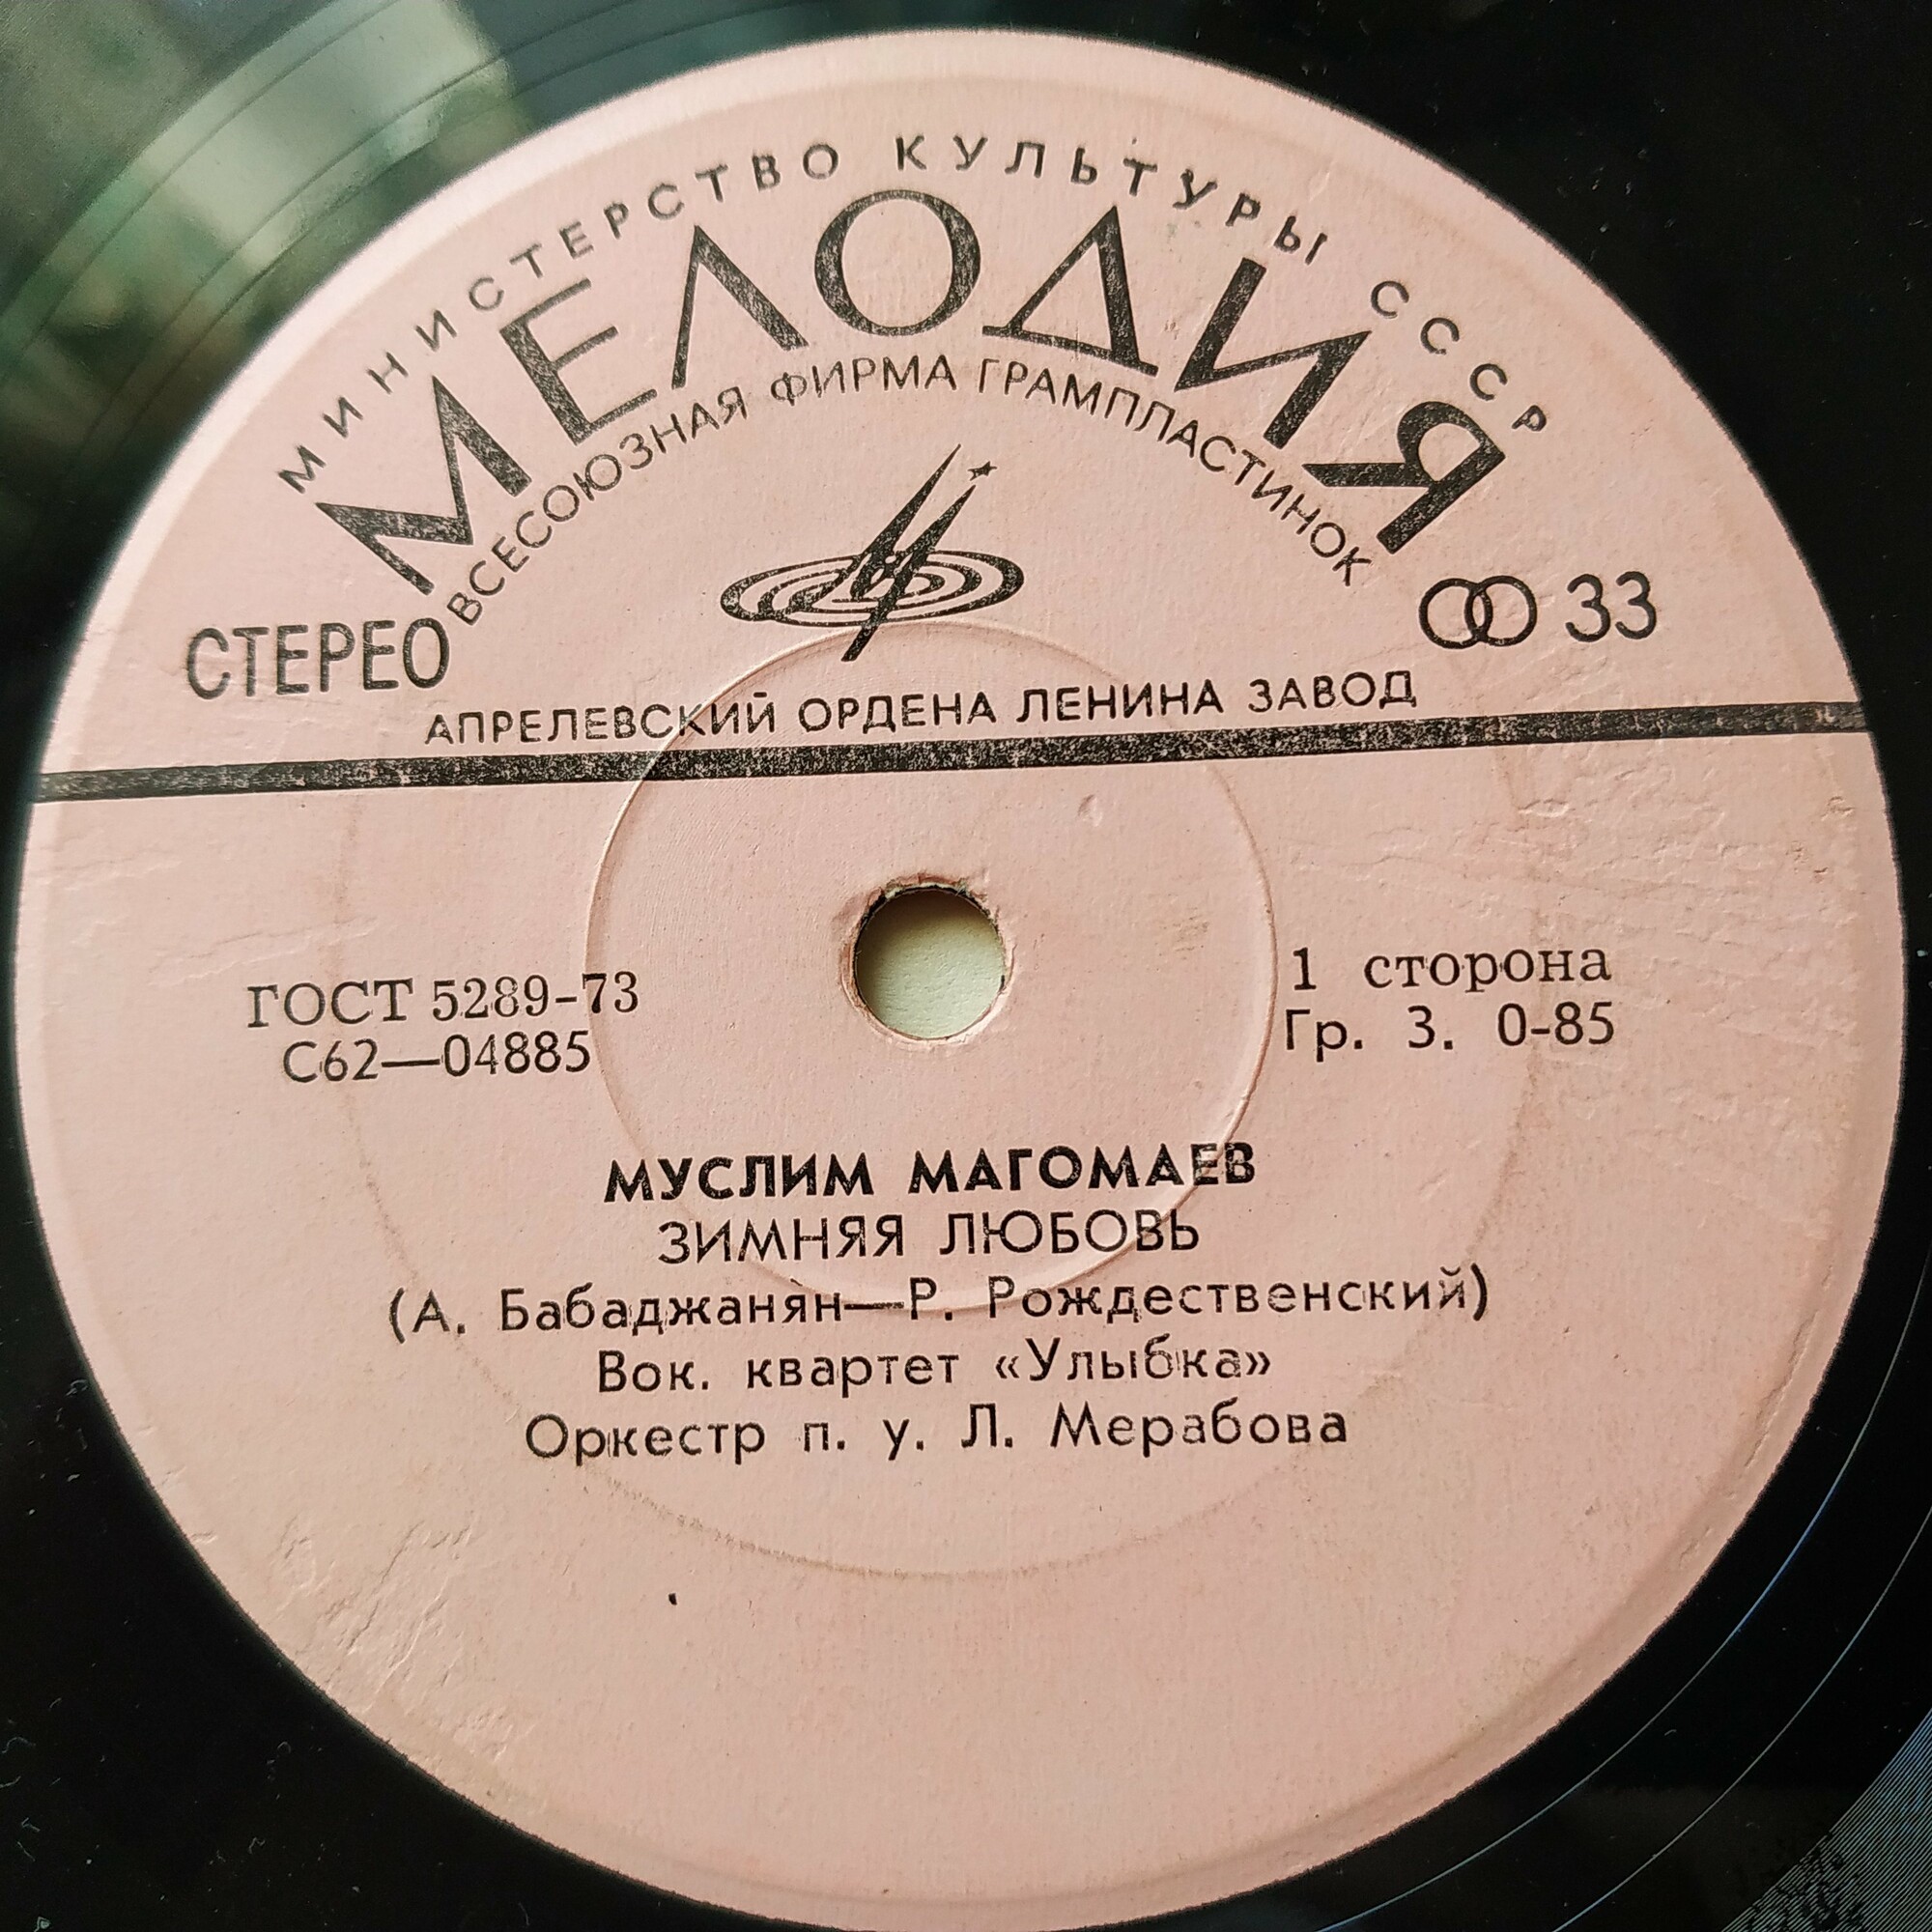 МИНИСТЕРСТВО КУЛЬТУРЫ СССР
МЕЛОДИЯ
ВСЕСОЮЗНАЯ ФИРМА ГРАМПЛАСТИНОК
СТЕРЕО
33
АПРЕЛЕВСКИЙ ОРДЕНА ЛЕНИНА ЗАВОД
ГОСТ 5289-73
С62—04885
1 сторона
Гр. 3. 0-85
МУСЛИМ МАГОМАЕВ
ЗИМНЯЯ ЛЮБОВЬ
(А. Бабаджанян—Р. Рождественский)
Вок. квартет «Улыбка»
Оркестр п. у. Л. Мерабова